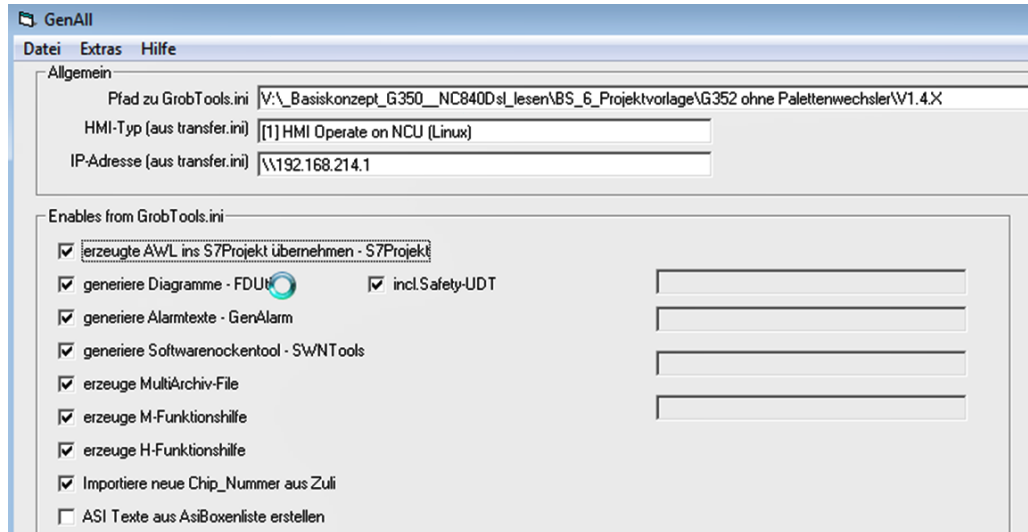 GenAll
Datei Extras Hilfe
Allgemein
Pfad zu GrobTools.ini V:\_Basiskonzept_G350__NC840Dsl_lesen\BS_6_Projektvorlage\G352 ohne Palettenwechsler\V1.4.X
HMI-Typ (aus transfer.ini) [1] HMI Operate on NCU (Linux)
IP-Adresse (aus transfer.ini) \\192.168.214.1
Enables from GrobTools.ini
erzeugte AWL ins S7Projekt übernehmen - S7Projekt
generiere Diagramme - incl.Safety-UDT
generiere Alarmtexte - GenAlarm
generiere Softwarenockentool - SWNTools
erzeuge MultiArchiv-File
erzeuge M-Funktionshilfe
erzeuge H-Funktionshilfe
Importiere neue Chip_Nummer aus Zuli
ASI Texte aus AsiBoxenliste erstellen